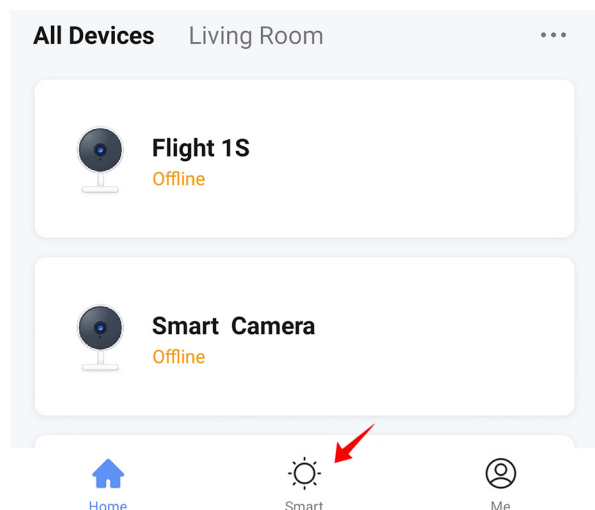 All Devices Living Room
Flight 1S
Offline
Smart Camera
Offline
Home Smart Me